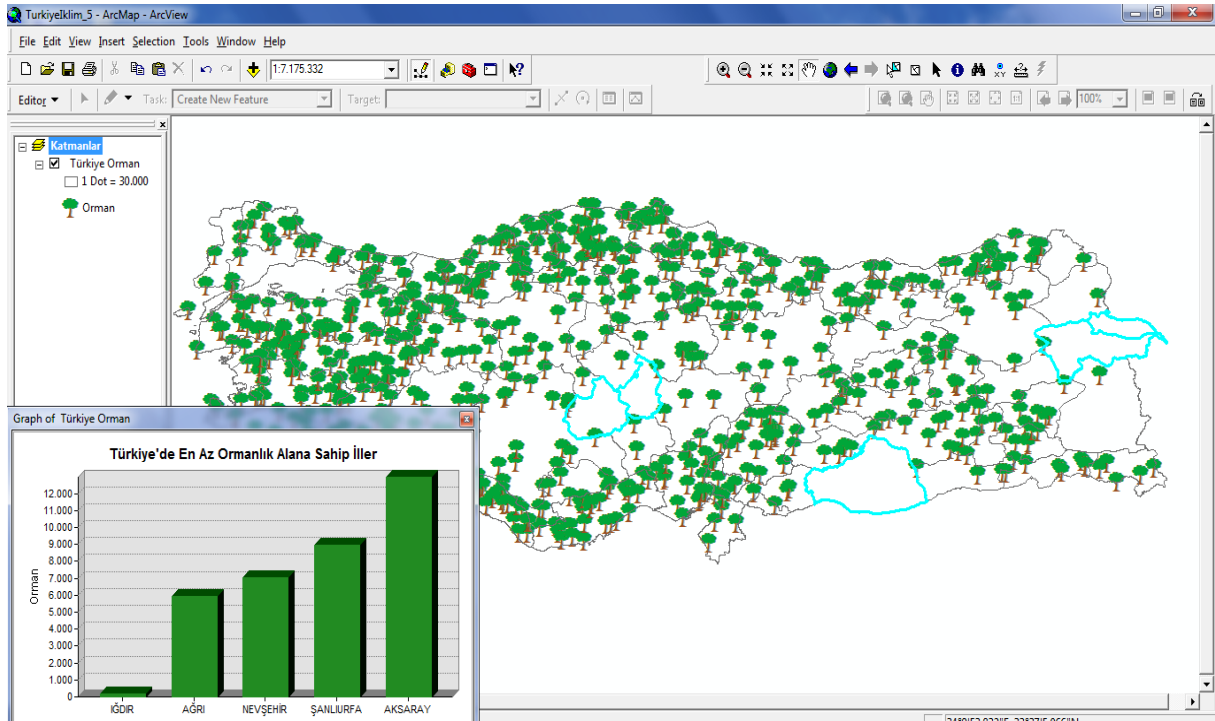 TurkiyeIklim_5 - ArcMap - ArcView
File Edit View Insert Selection Tools Window Help
1:7.175.332
Editor Task: Create New Feature Target:
100%
Katmanlar
Türkiye Orman
1 Dot = 30.000
Orman
Graph of Türkiye Orman
Türkiye'de En Az Ormanlık Alana Sahip İller
12.000
11.000
10.000
9.000
8.000
7.000
6.000
5.000
4.000
3.000
2.000
1.000
0
Orman
IĞDIR AĞRI NEVŞEHİR ŞANLIURFA AKSARAY